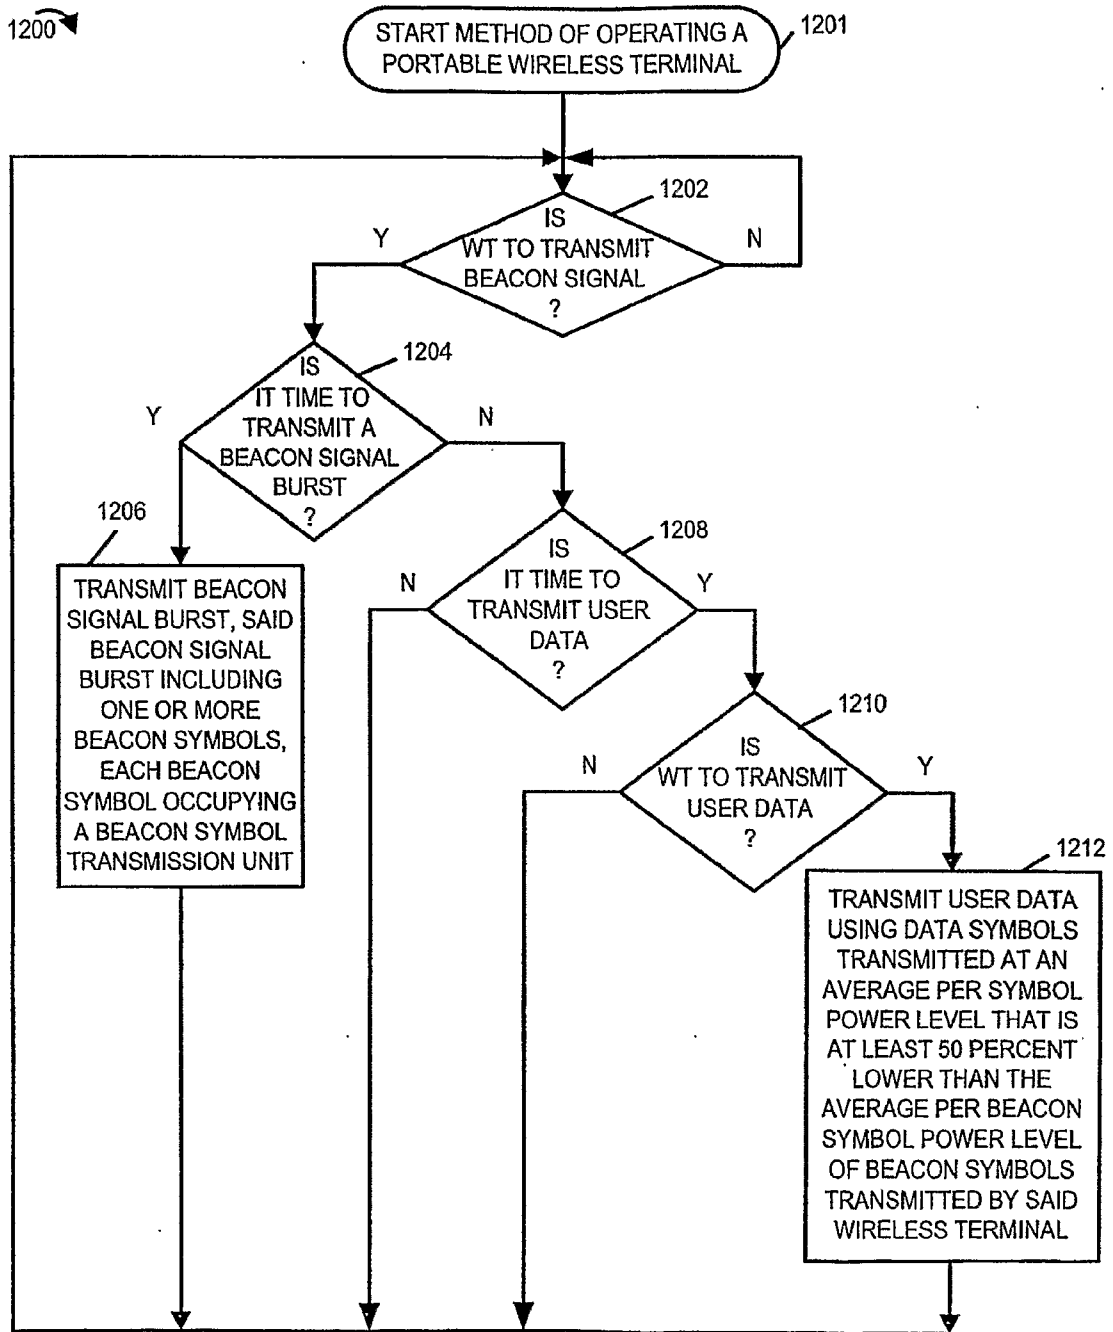 1200
START METHOD OF OPERATING A
PORTABLE WIRELESS TERMINAL
1201
1202
IS
WT TO TRANSMIT
BEACON SIGNAL
?
Y
N
1204
IS
IT TIME TO
TRANSMIT A
BEACON SIGNAL
BURST
?
Y
N
1206
TRANSMIT BEACON
SIGNAL BURST, SAID
BEACON SIGNAL
BURST INCLUDING
ONE OR MORE
BEACON SYMBOLS,
EACH BEACON
SYMBOL OCCUPYING
A BEACON SYMBOL
TRANSMISSION UNIT
1208
IS
IT TIME TO
TRANSMIT USER
DATA
?
N
Y
1210
IS
WT TO TRANSMIT
USER DATA
?
N
Y
1212
TRANSMIT USER DATA
USING DATA SYMBOLS
TRANSMITTED AT AN
AVERAGE PER SYMBOL
POWER LEVEL THAT IS
AT LEAST 50 PERCENT
LOWER THAN THE
AVERAGE PER BEACON
SYMBOL POWER LEVEL
OF BEACON SYMBOLS
TRANSMITTED BY SAID
WIRELESS TERMINAL